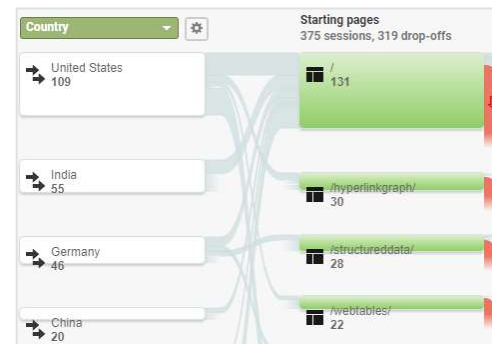 Country
Starting pages
375 sessions, 319 drop-offs
United States
109
India
55
Germany
46
China
20
/
131
/hyperlinkgraph/
30
/structureddata/
28
/webtables/
22